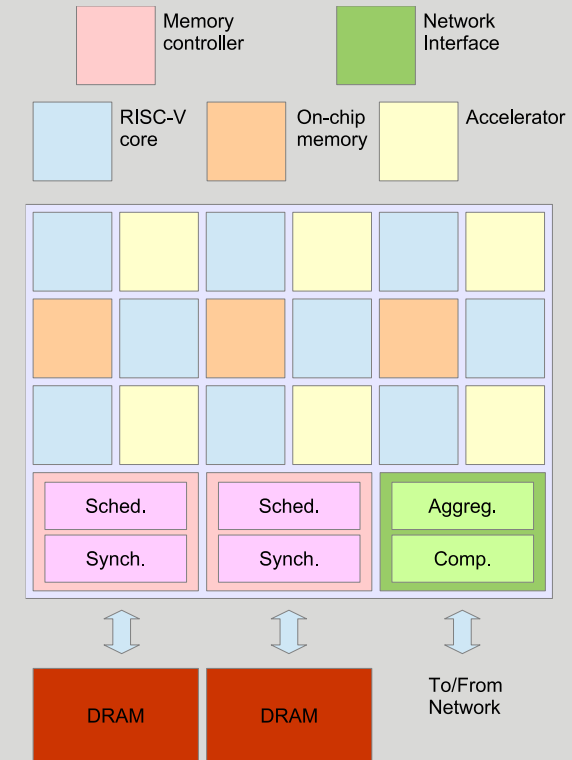 Memory
controller
Network
Interface
RISC-V
core
On-chip
memory
Accelerator
Sched.
Sched.
Aggreg.
Synch.
Synch.
Comp.
DRAM
DRAM
To/From
Network